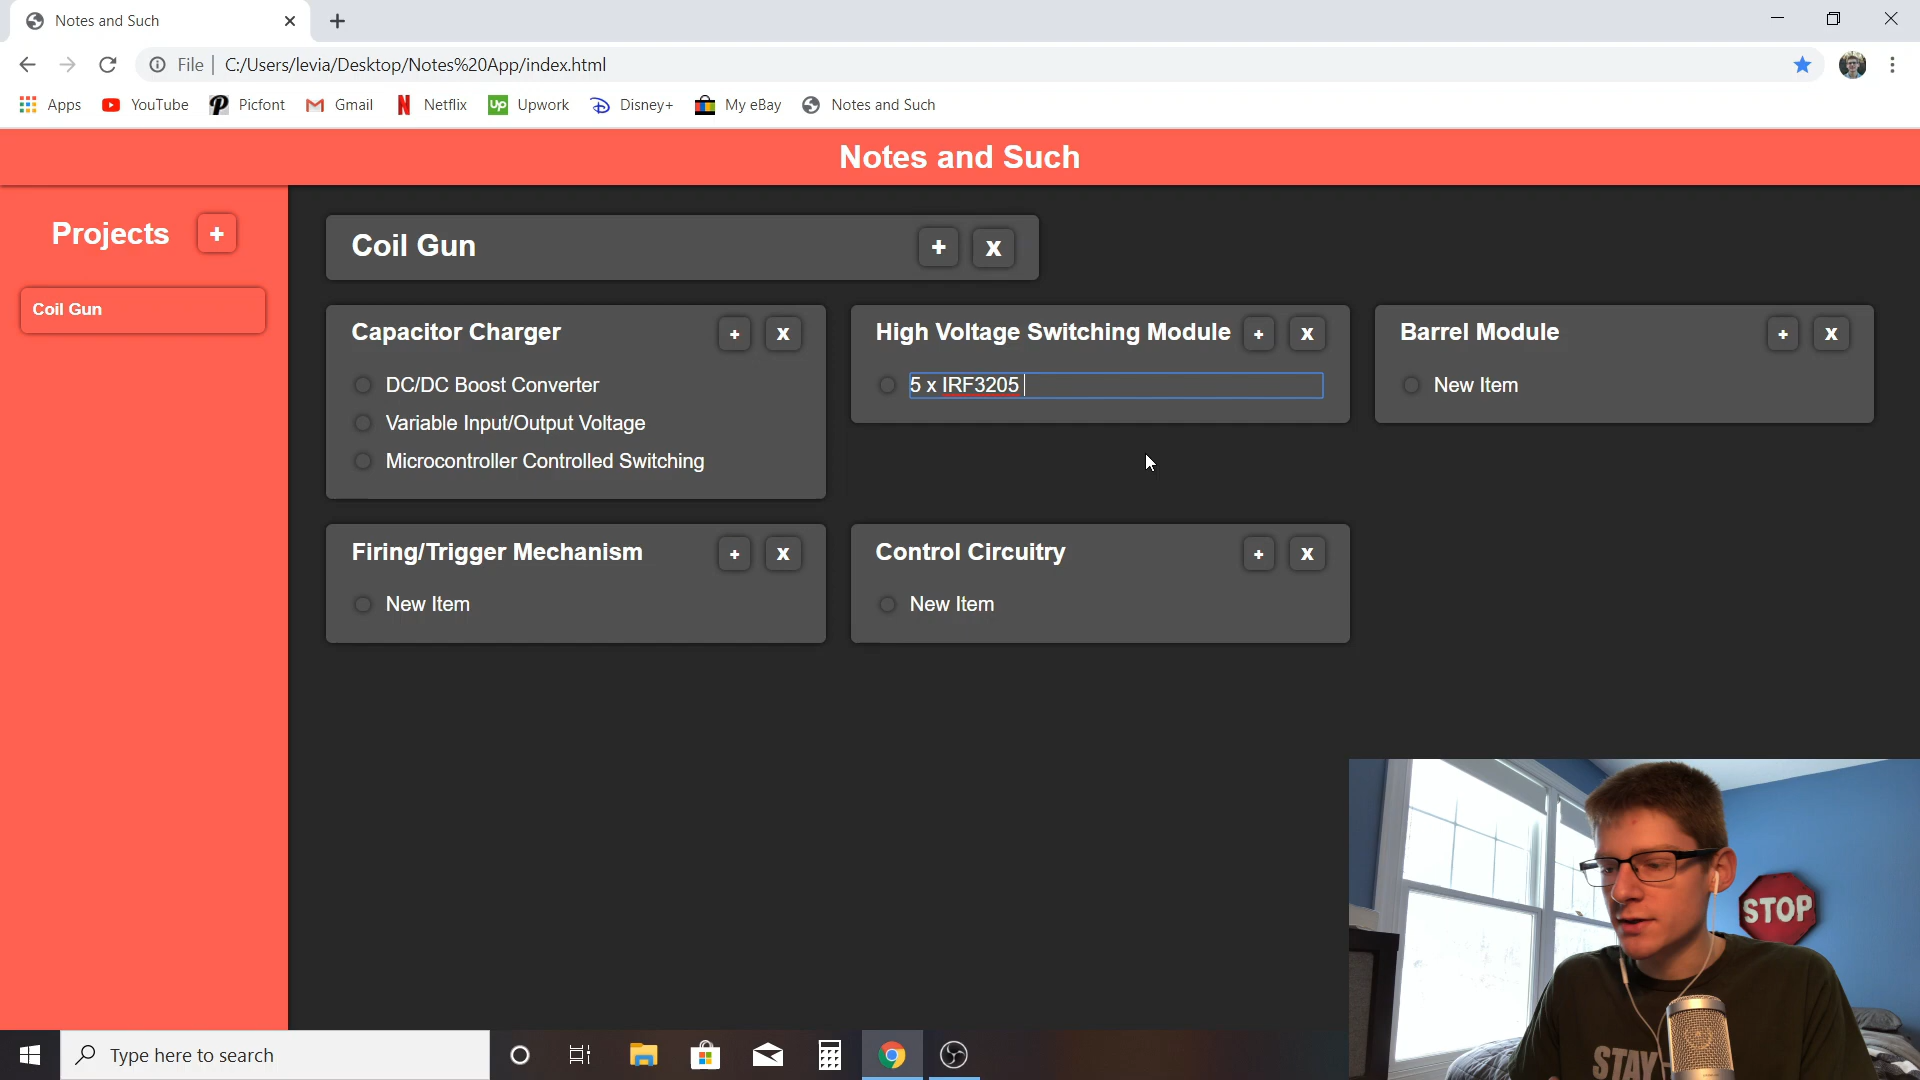 Notes and Such
File C:/Users/levia/Desktop/Notes%20App/index.html
Apps YouTube Picfont Gmail Netflix Upwork Disney+ My eBay Notes and Such
Notes and Such
Projects +
Coil Gun
Coil Gun + x
Capacitor Charger + x
DC/DC Boost Converter
Variable Input/Output Voltage
Microcontroller Controlled Switching
High Voltage Switching Module + x
5 x IRF3205
Barrel Module + x
New Item
Firing/Trigger Mechanism + x
New Item
Control Circuitry + x
New Item
STOP
STAY
Type here to search